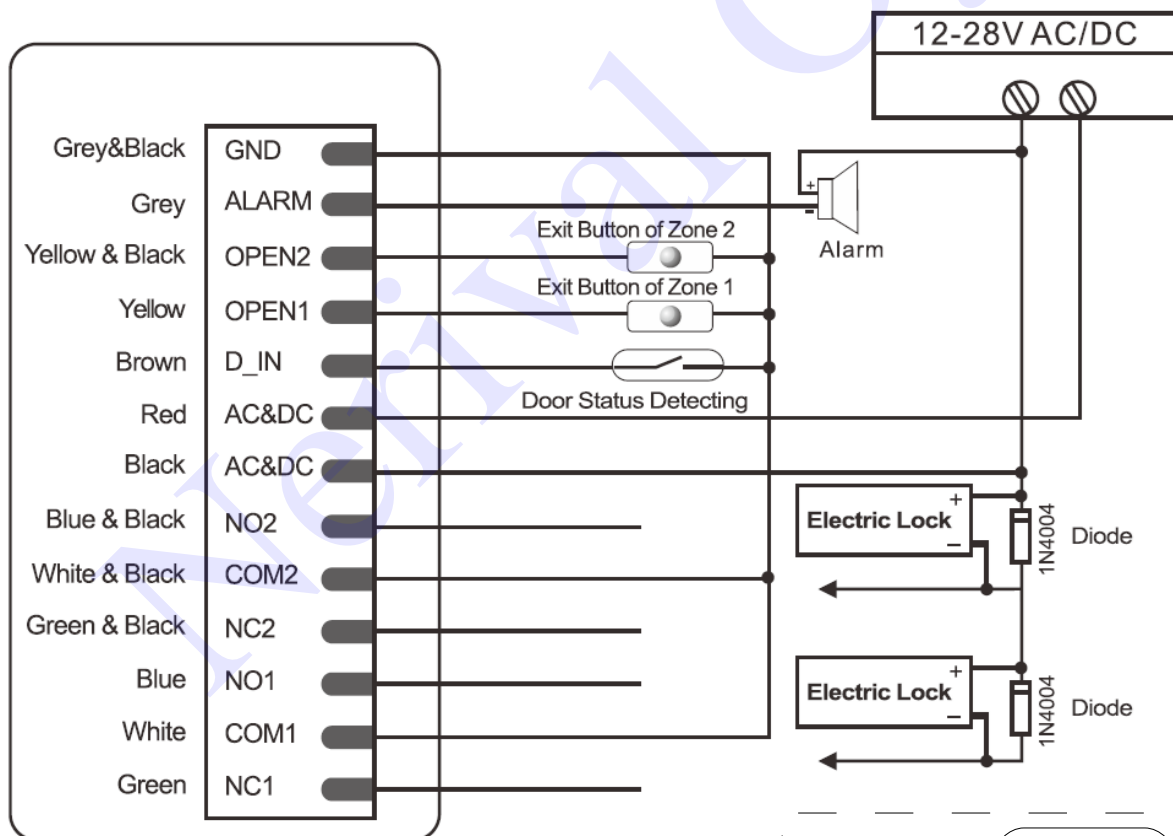 12-28V AC/DC
Grey&Black GND
Grey ALARM
Yellow & Black OPEN2
Yellow OPEN1
Brown D_IN
Red AC&DC
Black AC&DC
Blue & Black NO2
White & Black COM2
Green & Black NC2
Blue NO1
White COM1
Green NC1
+
-
Alarm
Exit Button of Zone 2
Exit Button of Zone 1
Door Status Detecting
Electric Lock
+
–
1N4004
Diode
Electric Lock
+
–
1N4004
Diode